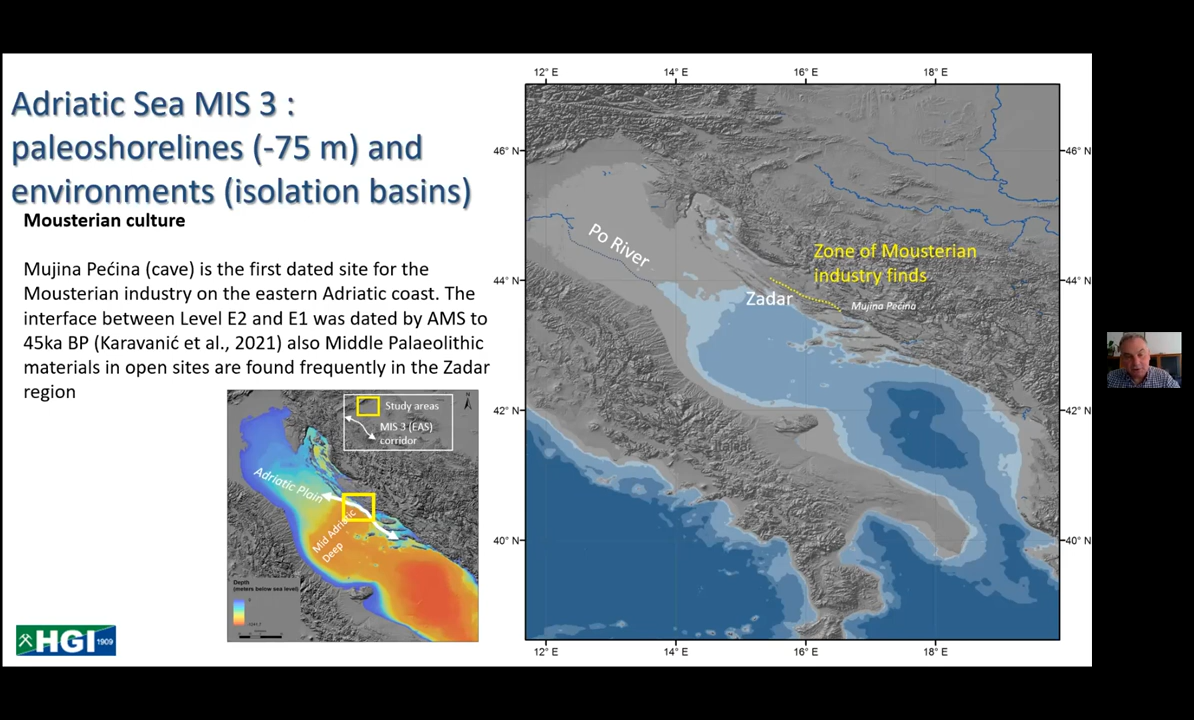 Adriatic Sea MIS 3 :
paleoshorelines (-75 m) and
environments (isolation basins)
Mousterian culture
Mujina Pećina (cave) is the first dated site for the
Mousterian industry on the eastern Adriatic coast. The
interface between Level E2 and E1 was dated by AMS to
45ka BP (Karavanić et al., 2021) also Middle Palaeolithic
materials in open sites are found frequently in the Zadar
region
Study areas
MIS 3 (EAS)
corridor
N
Adriatic Plain
Mid Adriatic
Deep
Depth
(meters below sea level)
HGI 1909
12° E
14° E
16° E
18° E
46° N
46° N
Po River
Zone of Mousterian
industry finds
44° N
44° N
Zadar
Mujina Pećina
42° N
42° N
40° N
40° N
12° E
14° E
16° E
18° E